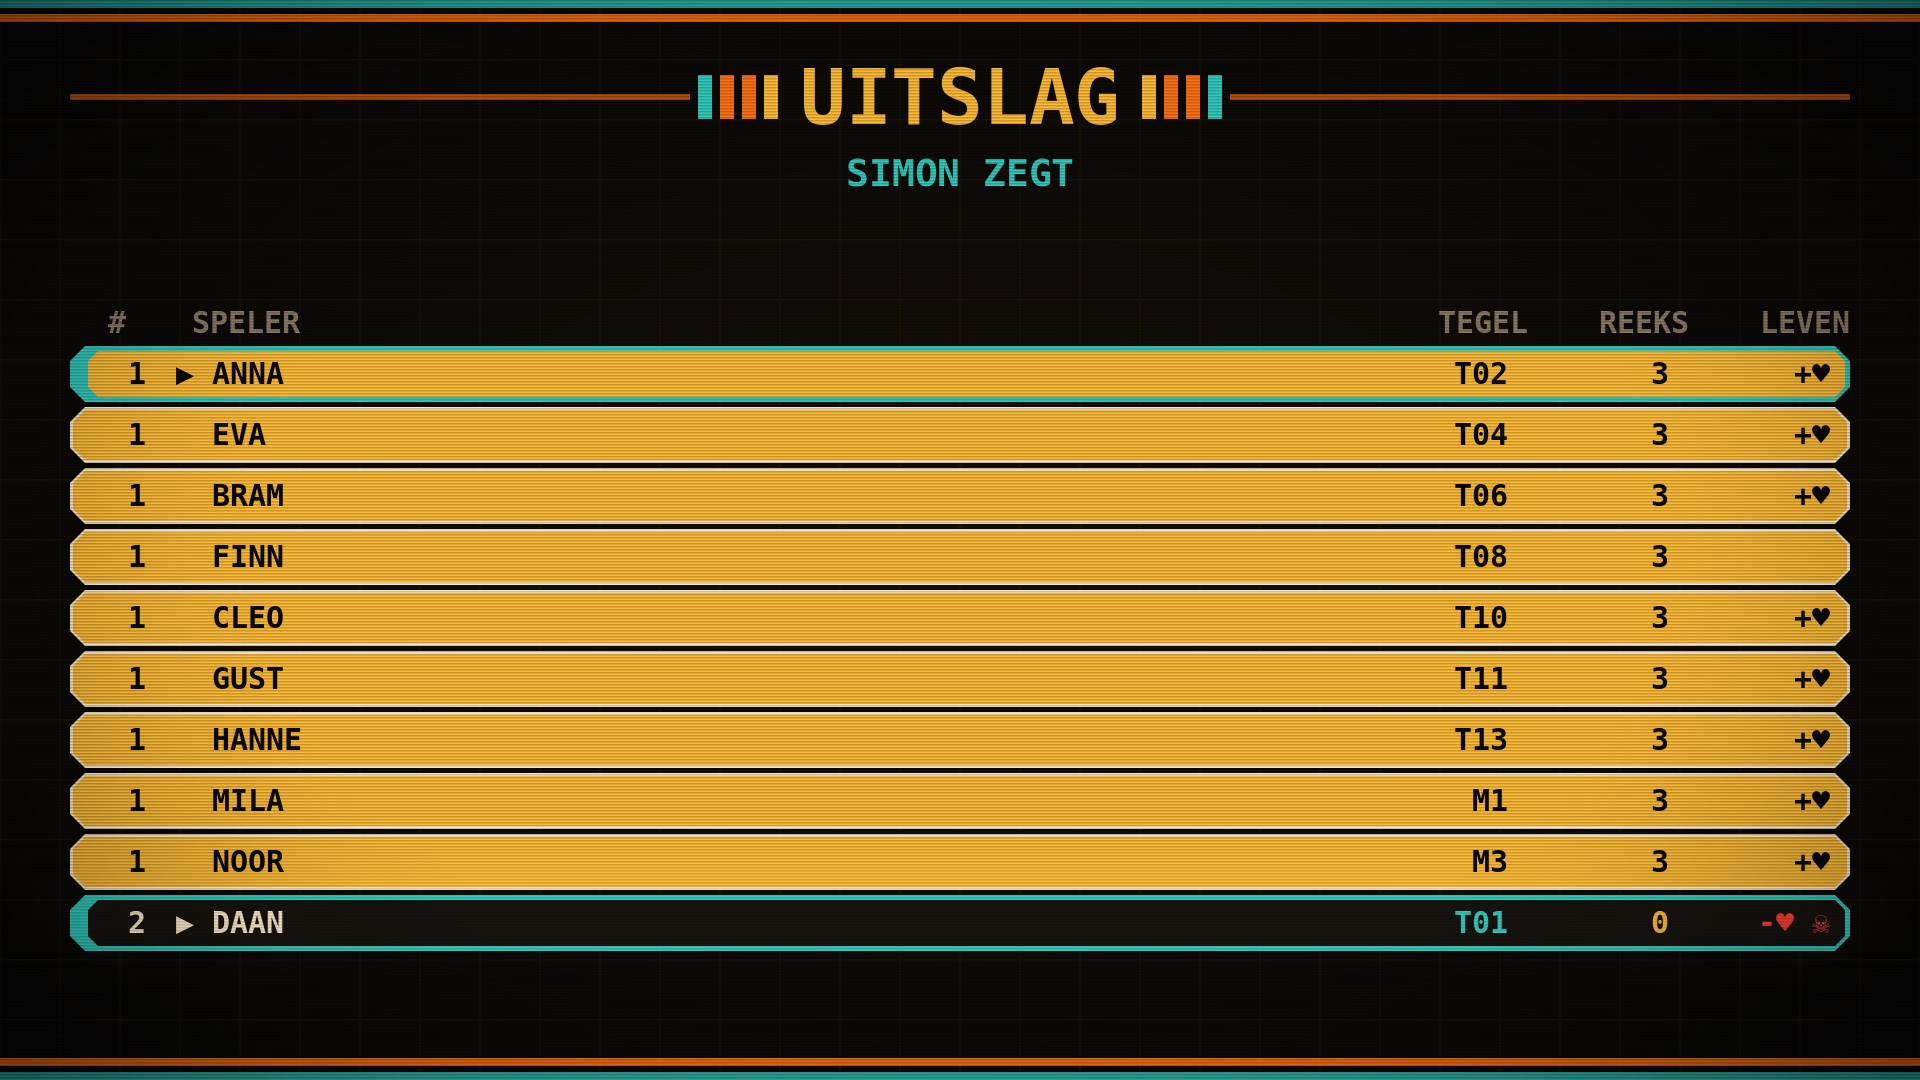 UITSLAG
SIMON ZEGT
# SPELER TEGEL REEKS LEVEN
1 ▶ ANNA T02 3 +♥
1 EVA T04 3 +♥
1 BRAM T06 3 +♥
1 FINN T08 3
1 CLEO T10 3 +♥
1 GUST T11 3 +♥
1 HANNE T13 3 +♥
1 MILA M1 3 +♥
1 NOOR M3 3 +♥
2 ▶ DAAN T01 0 -♥ ☠